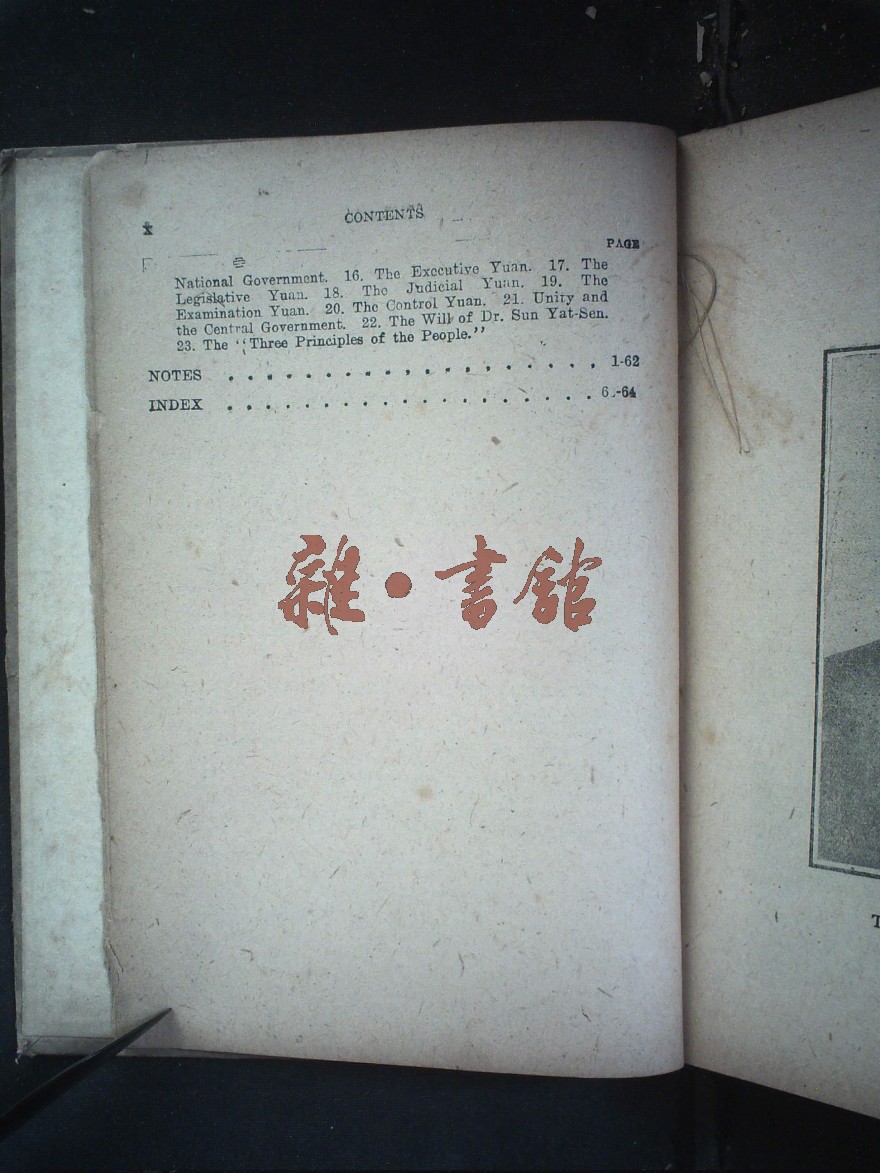 x
CONTENTS
PAGE
National Government. 16. The Executive Yuan. 17. The
Legislative Yuan. 18. The Judicial Yuan. 19. The
Examination Yuan. 20. The Control Yuan. 21. Unity and
the Central Government. 22. The Will of Dr. Sun Yat-Sen.
23. The "Three Principles of the People."
NOTES . . . . . . . . . . . . . . . . . . . . 1-62
INDEX . . . . . . . . . . . . . . . . . . . . 6 -64
雜·書館
T